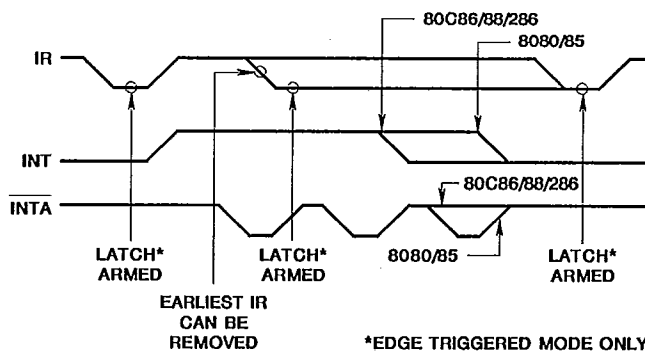 80C86/88/286
8080/85
IR
INT
INTA
80C86/88/286
8080/85
LATCH*
ARMED
LATCH*
ARMED
LATCH*
ARMED
EARLIEST IR
CAN BE
REMOVED
*EDGE TRIGGERED MODE ONLY